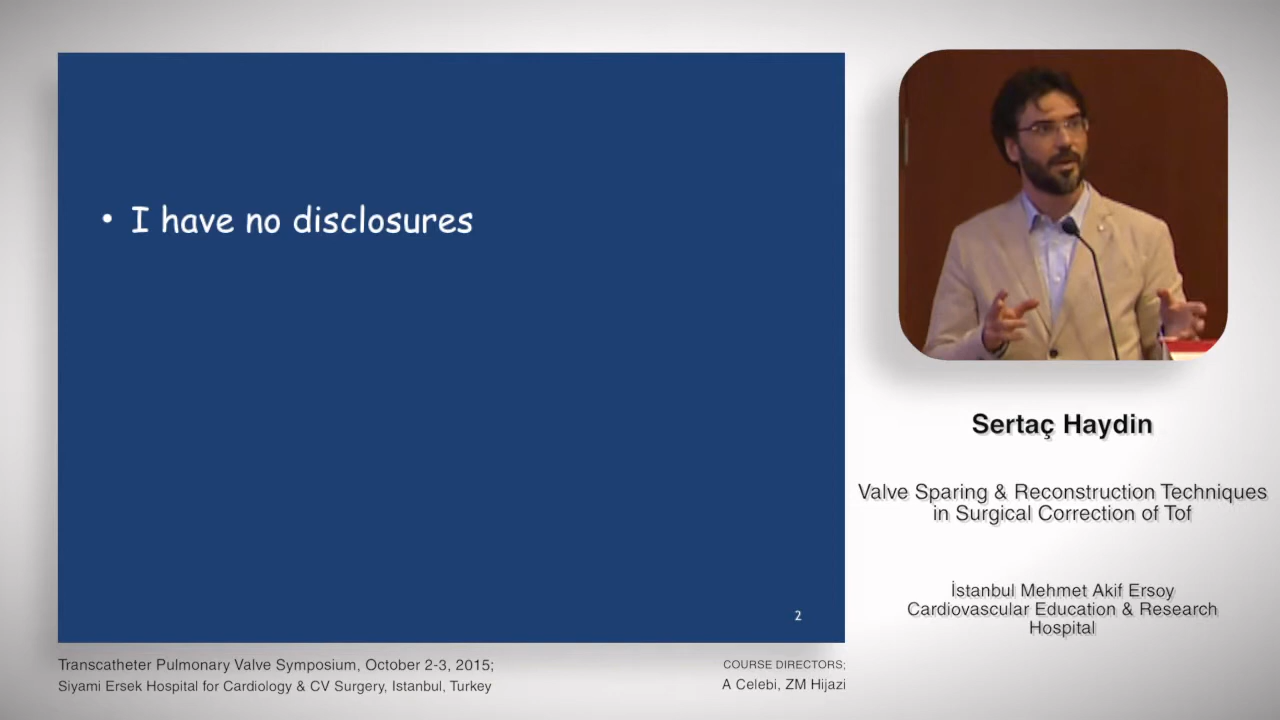 • I have no disclosures
2
Sertaç Haydin
Valve Sparing & Reconstruction Techniques
in Surgical Correction of Tof
İstanbul Mehmet Akif Ersoy
Cardiovascular Education & Research
Hospital
Transcatheter Pulmonary Valve Symposium, October 2-3, 2015;
Siyami Ersek Hospital for Cardiology & CV Surgery, Istanbul, Turkey
COURSE DIRECTORS;
A Celebi, ZM Hijazi